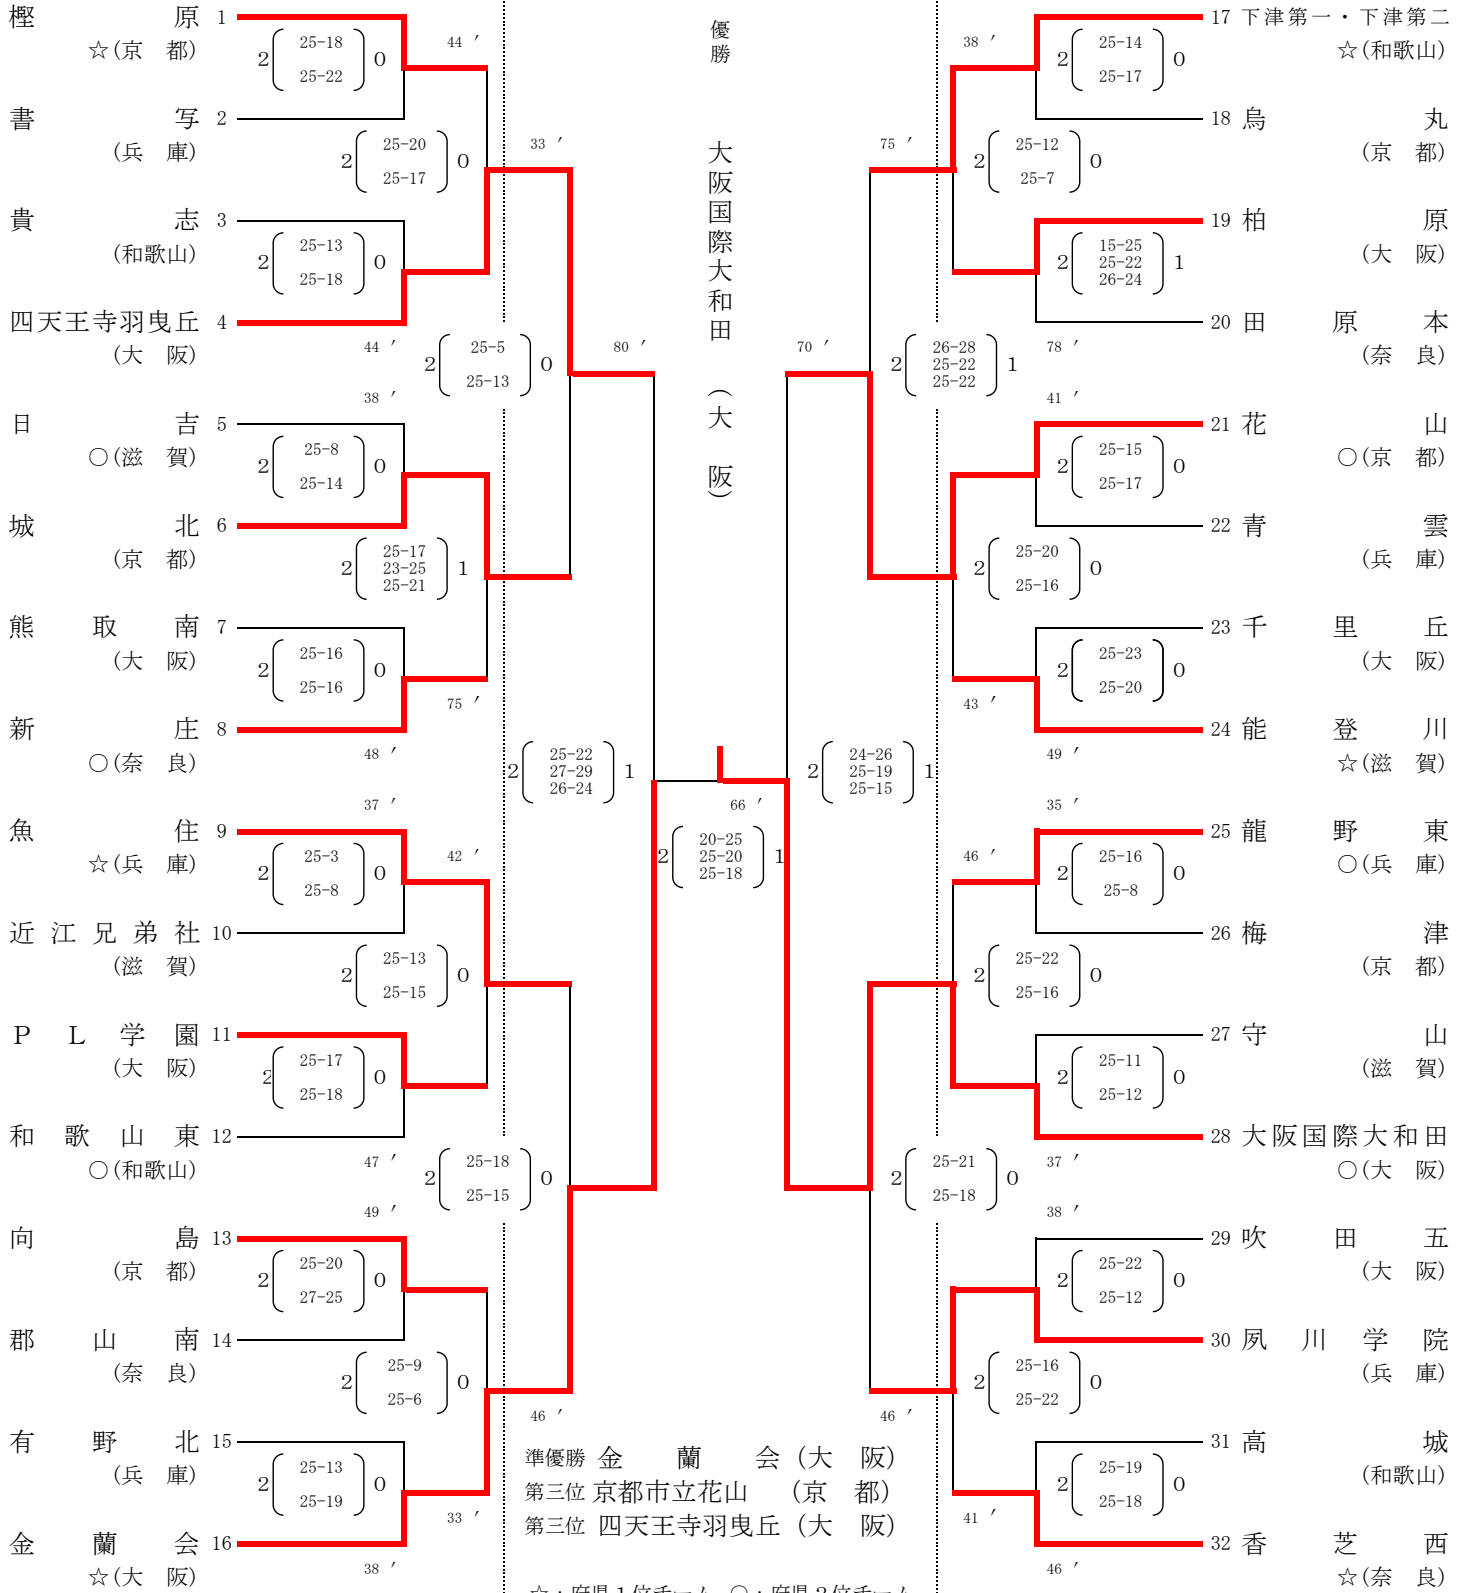 樫原 1
☆(京 都)
2 25-18 0
25-22
44 ′
書写 2
(兵 庫)
2 25-20 0
25-17
33 ′
貴志 3
(和歌山)
2 25-13 0
25-18
四天王寺羽曳丘 4
(大 阪)
44 ′
2 25-5 0
25-13
80 ′
38 ′
日吉 5
○(滋 賀)
2 25-8 0
25-14
城北 6
(京 都)
2 25-17 1
23-25
25-21
熊取南 7
(大 阪)
2 25-16 0
25-16
75 ′
新庄 8
○(奈 良)
48 ′
2 25-22 1
27-29
26-24
37 ′
魚住 9
☆(兵 庫)
2 25-3 0
25-8
42 ′
近江兄弟社 10
(滋 賀)
2 25-13 0
25-15
PL学園 11
(大 阪)
2 25-17 0
25-18
和歌山東 12
○(和歌山)
47 ′
2 25-18 0
25-15
49 ′
向島 13
(京 都)
2 25-20 0
27-25
郡山南 14
(奈 良)
2 25-9 0
25-6
46 ′
有野北 15
(兵 庫)
2 25-13 0
25-19
33 ′
金蘭会 16
☆(大 阪)
38 ′
優勝
大阪国際大和田
(大 阪)
66 ′
2 20-25 1
25-20
25-18
準優勝 金 蘭 会 (大 阪)
第三位 京都市立花山 (京 都)
第三位 四天王寺羽曳丘 (大 阪)
☆:府県1位チーム ○:府県2位チーム
17 下津第一・下津第二
☆(和歌山)
38 ′
2 25-14 0
25-17
18 烏丸
(京 都)
75 ′
2 25-12 0
25-7
19 柏原
(大 阪)
2 15-25 1
25-22
26-24
20 田原本
(奈 良)
78 ′
70 ′
2 26-28 1
25-22
25-22
41 ′
21 花山
○(京 都)
2 25-15 0
25-17
22 青雲
(兵 庫)
2 25-20 0
25-16
23 千里丘
(大 阪)
2 25-23 0
25-20
43 ′
24 能登川
☆(滋 賀)
49 ′
2 24-26 1
25-19
25-15
35 ′
25 龍野東
○(兵 庫)
46 ′
2 25-16 0
25-8
26 梅津
(京 都)
2 25-22 0
25-16
27 守山
(滋 賀)
2 25-11 0
25-12
28 大阪国際大和田
○(大 阪)
37 ′
2 25-21 0
25-18
38 ′
29 吹田五
(大 阪)
2 25-22 0
25-12
30 夙川学院
(兵 庫)
2 25-16 0
25-22
46 ′
31 高城
(和歌山)
2 25-19 0
25-18
41 ′
32 香芝西
☆(奈 良)
46 ′